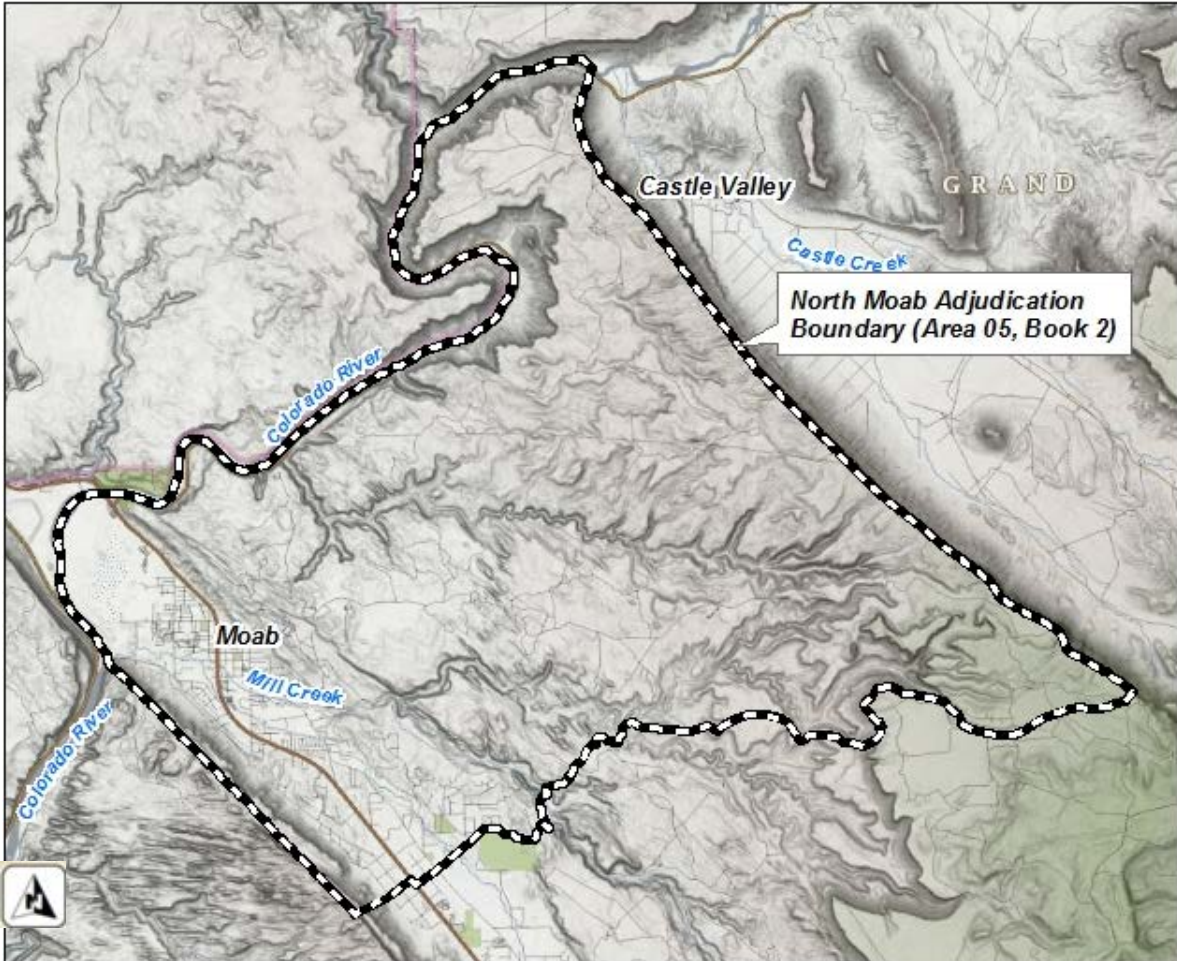 Castle Valley
GRAND
Castle Creek
North Moab Adjudication
Boundary (Area 05, Book 2)
Colorado River
Moab
Mill Creek
Colorado River